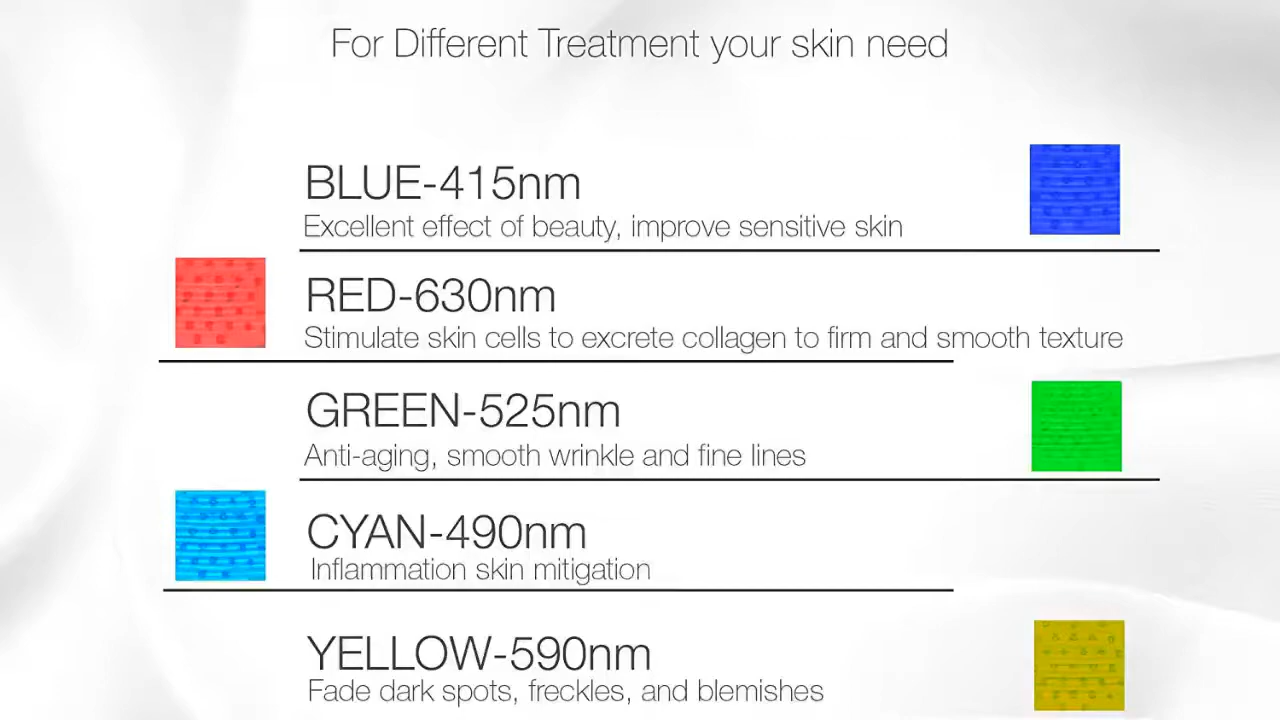 For Different Treatment your skin need
BLUE-415nm
Excellent effect of beauty, improve sensitive skin
RED-630nm
Stimulate skin cells to excrete collagen to firm and smooth texture
GREEN-525nm
Anti-aging, smooth wrinkle and fine lines
CYAN-490nm
Inflammation skin mitigation
YELLOW-590nm
Fade dark spots, freckles, and blemishes